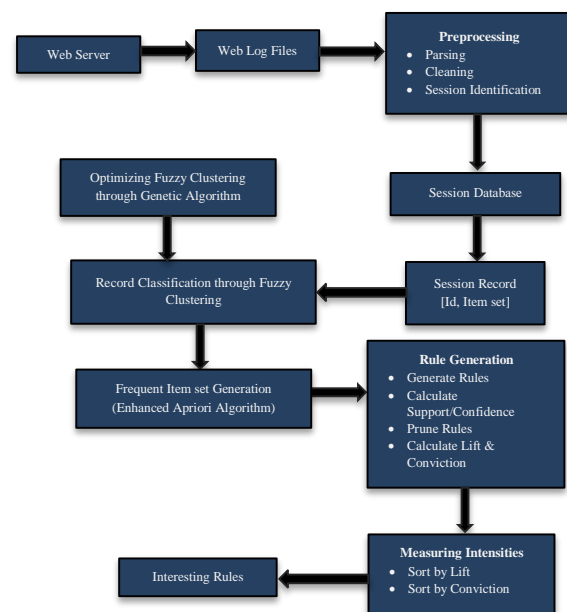 Web Server
Web Log Files
Preprocessing
• Parsing
• Cleaning
• Session Identification
Optimizing Fuzzy Clustering
through Genetic Algorithm
Session Database
Record Classification through Fuzzy
Clustering
Session Record
[Id, Item set]
Frequent Item set Generation
(Enhanced Apriori Algorithm)
Rule Generation
• Generate Rules
• Calculate
Support/Confidence
• Prune Rules
• Calculate Lift &
Conviction
Measuring Intensities
• Sort by Lift
• Sort by Conviction
Interesting Rules